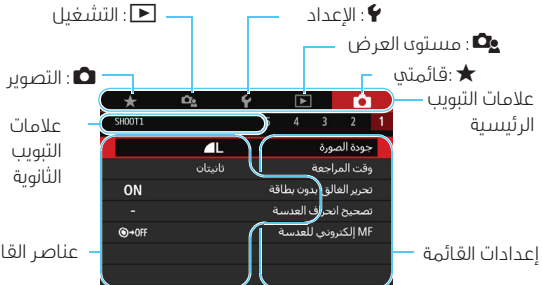 الإعداد :
التشغيل :
مستوى العرض :
قائمتي:
التصوير :
علامات التبويب
الرئيسية
علامات
التبويب
الثانوية
SHOOT1 4 3 2 1
جودة الصورة L
وقت المراجعة ثانيتان
تحرير الغالق بدون بطاقة ON
تصحيح انحراف العدسة -
MF إلكتروني للعدسة OFF
إعدادات القائمة
عناصر